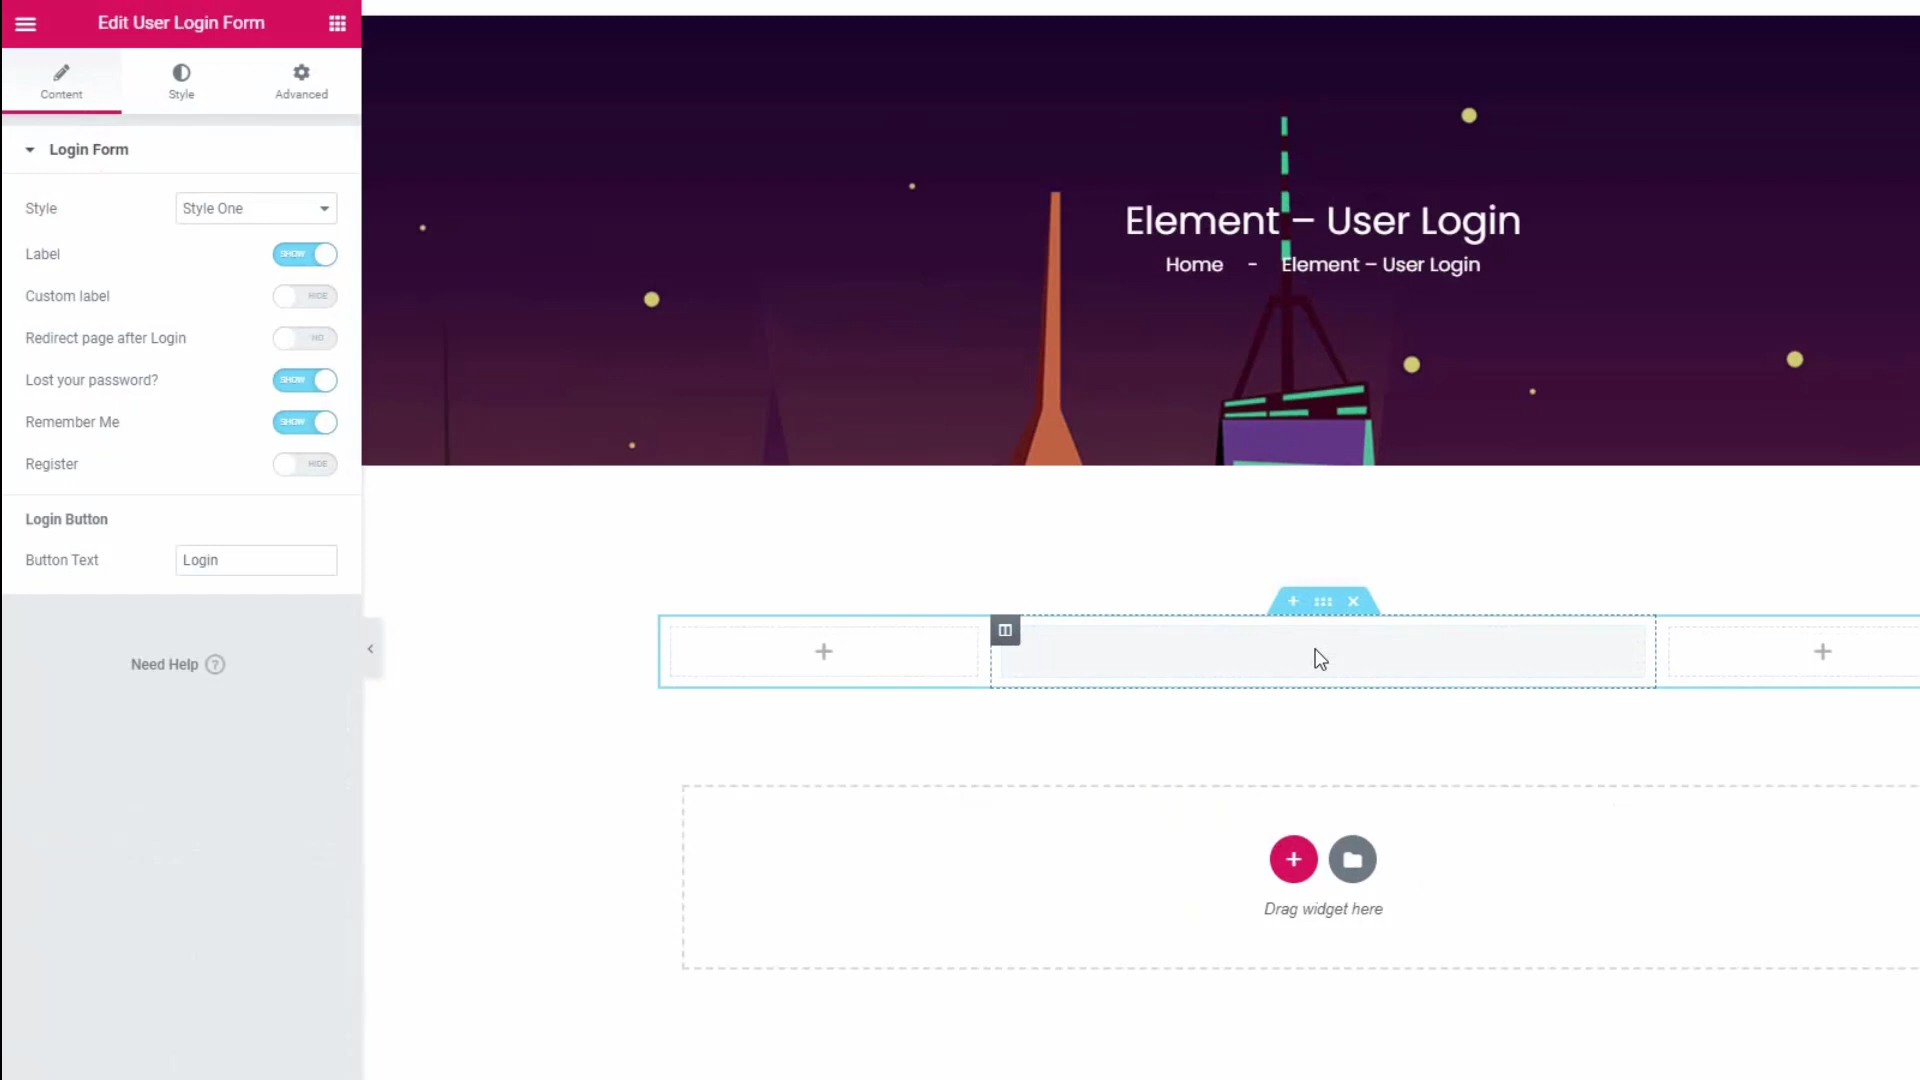 Edit User Login Form
Content
Style
Advanced
Login Form
Style
Style One
Label
SHOW
Custom label
HIDE
Redirect page after Login
NO
Lost your password?
SHOW
Remember Me
SHOW
Register
HIDE
Login Button
Button Text
Login
Need Help ?
Element – User Login
Home - Element – User Login
Drag widget here